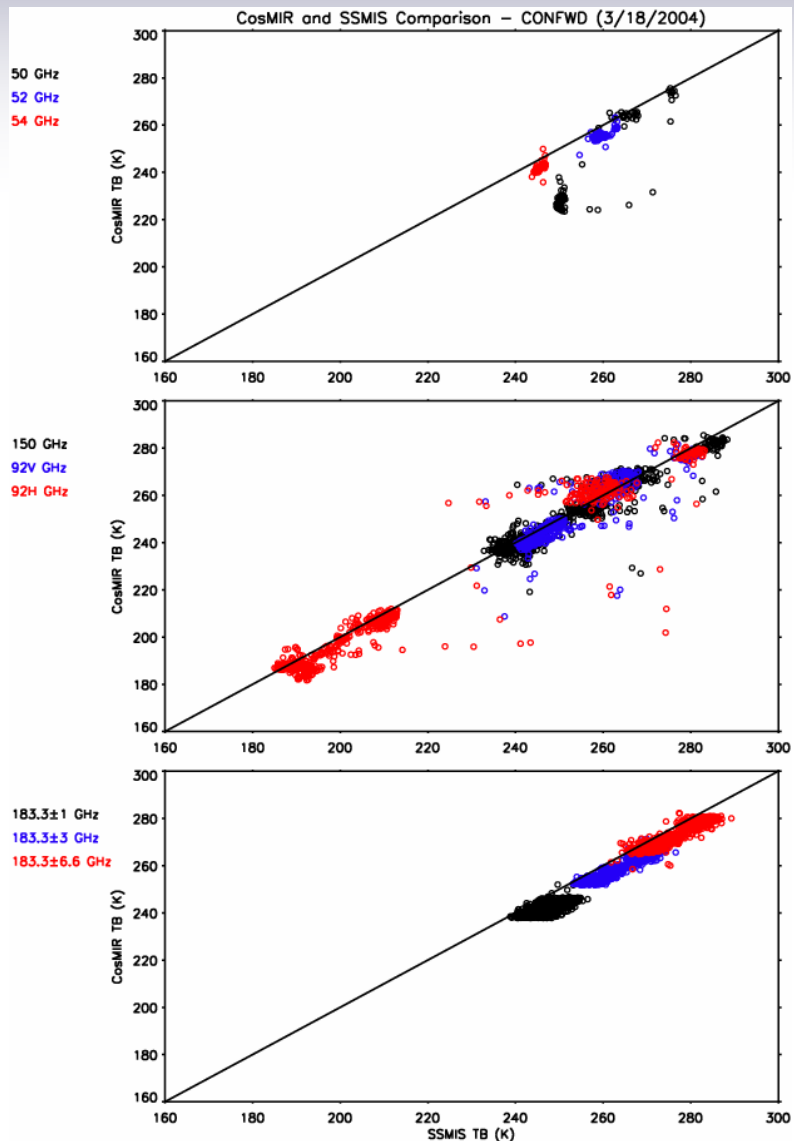 CosMIR and SSMIS Comparison - CONFWD (3/18/2004)
50 GHz
52 GHz
54 GHz
CosMIR TB (K)
300
280
260
240
220
200
180
160
160 180 200 220 240 260 280 300
150 GHz
92V GHz
92H GHz
CosMIR TB (K)
300
280
260
240
220
200
180
160
160 180 200 220 240 260 280 300
183.3±1 GHz
183.3±3 GHz
183.3±6.6 GHz
CosMIR TB (K)
300
280
260
240
220
200
180
160
160 180 200 220 240 260 280 300
SSMIS TB (K)